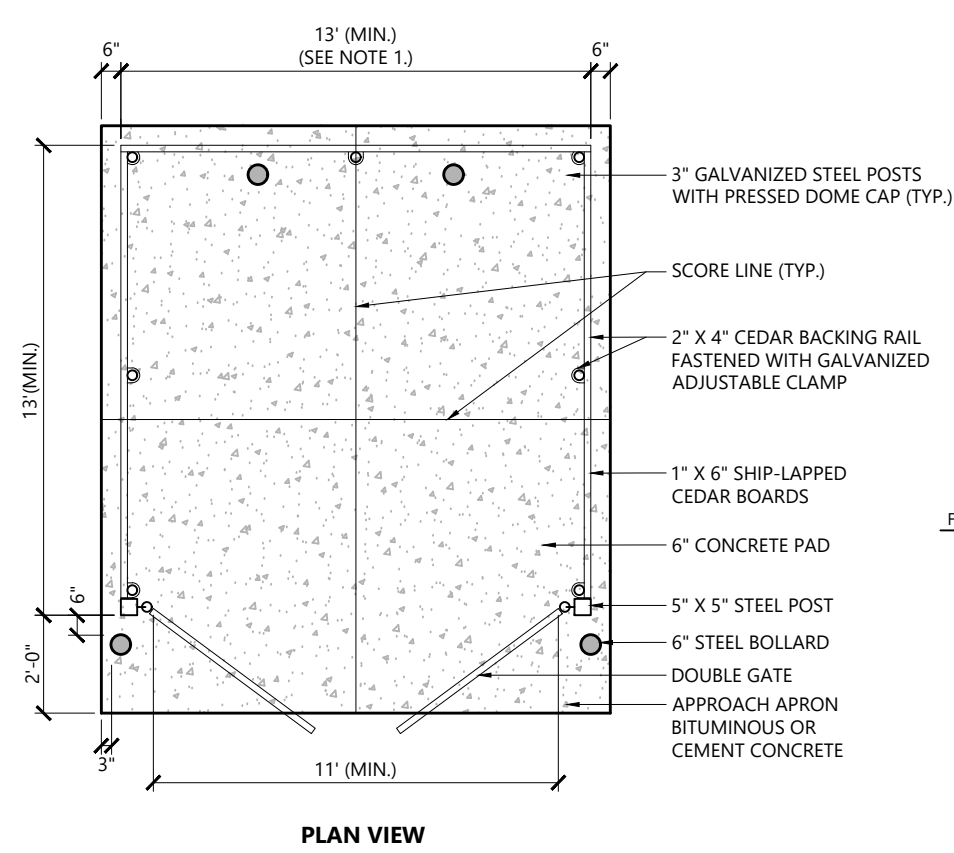 6"
13' (MIN.)
(SEE NOTE 1.)
6"
3" GALVANIZED STEEL POSTS
WITH PRESSED DOME CAP (TYP.)
SCORE LINE (TYP.)
2" X 4" CEDAR BACKING RAIL
FASTENED WITH GALVANIZED
ADJUSTABLE CLAMP
13'(MIN.)
1" X 6" SHIP-LAPPED
CEDAR BOARDS
F
6" CONCRETE PAD
6"
5" X 5" STEEL POST
6" STEEL BOLLARD
2'-0"
DOUBLE GATE
APPROACH APRON
BITUMINOUS OR
CEMENT CONCRETE
3"
11' (MIN.)
PLAN VIEW